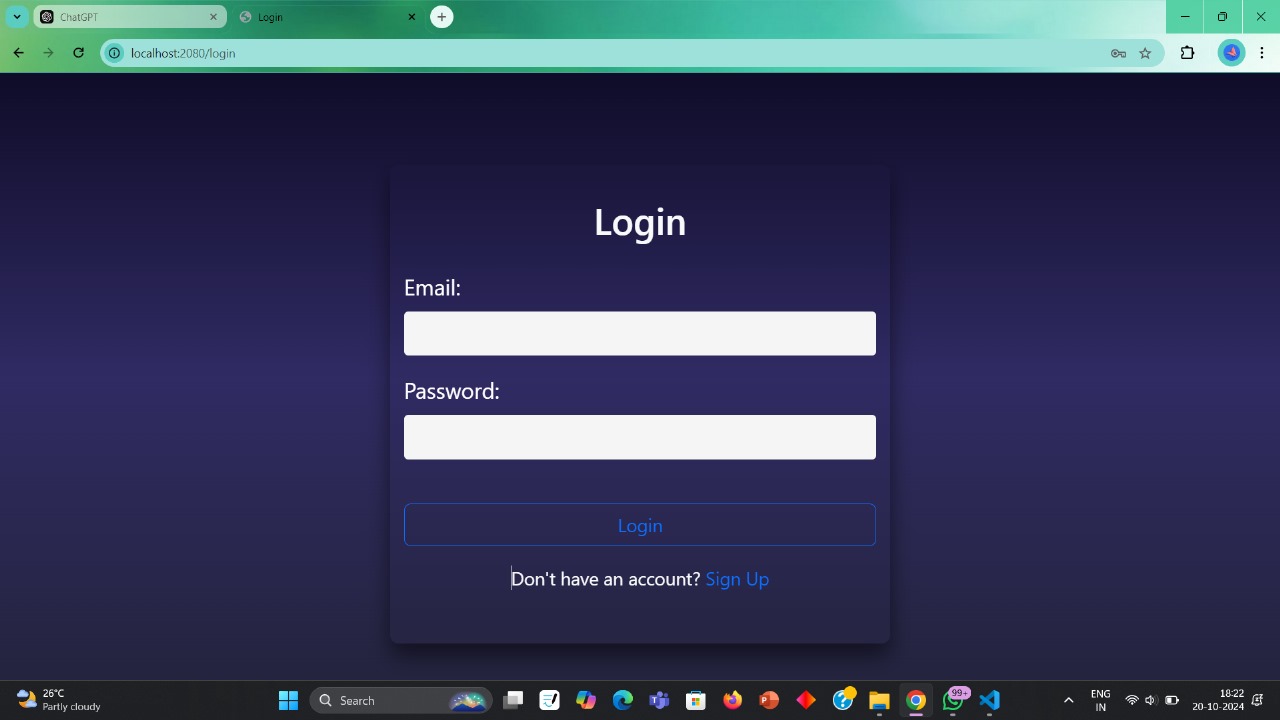 ChatGPT
Login
localhost:2080/login
Login
Email:
Password:
Login
Don't have an account? Sign Up
26°C
Partly cloudy
Search
99+
ENG
IN
18:22
20-10-2024